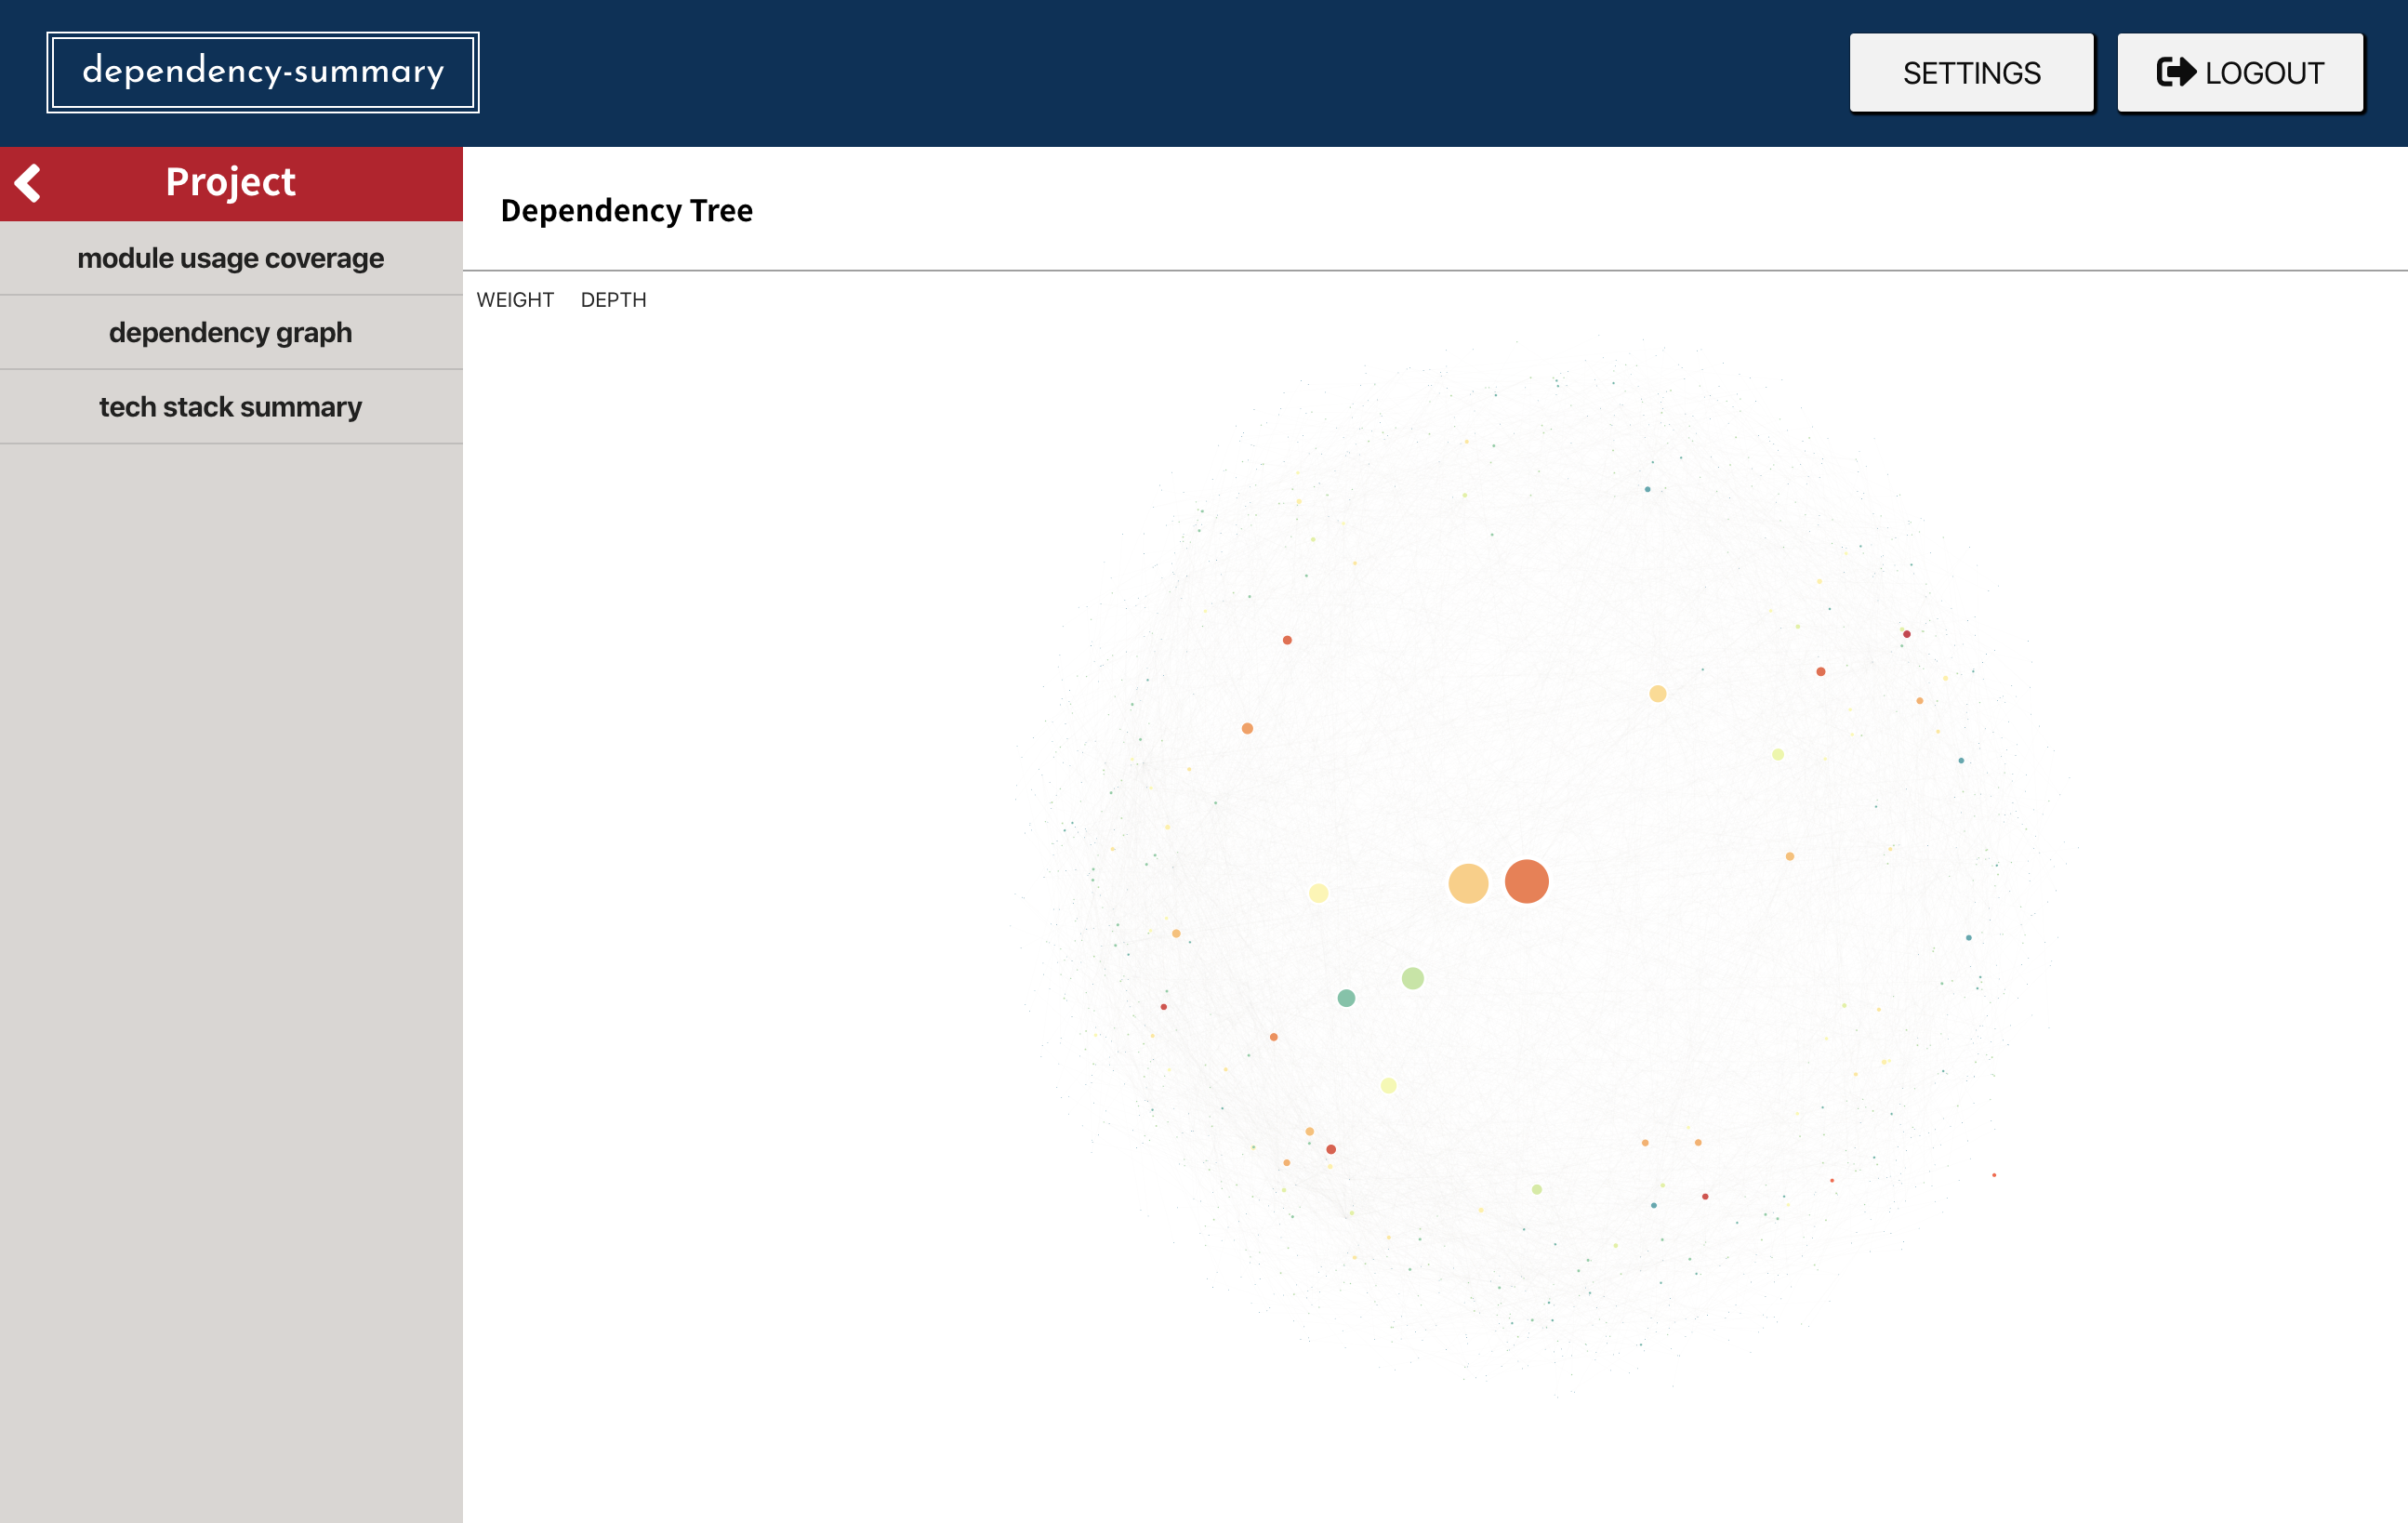 dependency-summary
SETTINGS
LOGOUT
Project
module usage coverage
dependency graph
tech stack summary
Dependency Tree
WEIGHT DEPTH